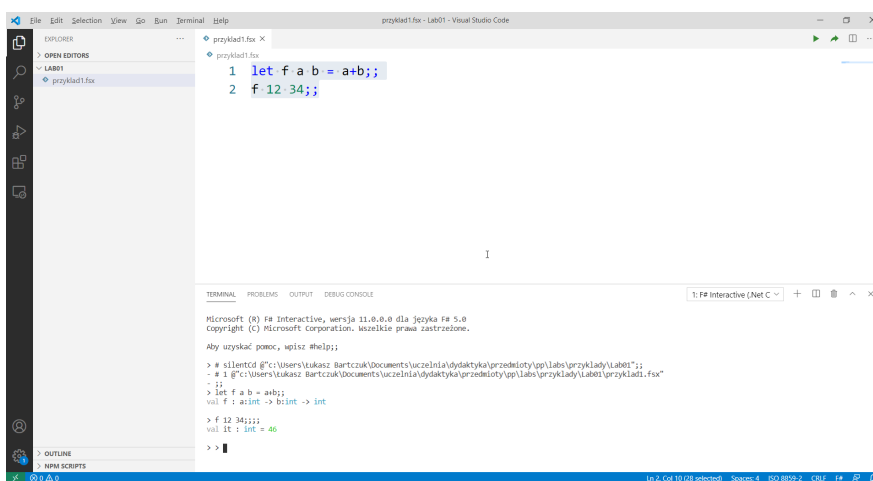 File Edit Selection View Go Run Terminal Help
przyklad1.fsx - Lab01 - Visual Studio Code
EXPLORER
OPEN EDITORS
LAB01
przyklad1.fsx
OUTLINE
NPM SCRIPTS
przyklad1.fsx
przyklad1.fsx
1 let f a b = a+b;;
2 f 12 34;;
TERMINAL PROBLEMS OUTPUT DEBUG CONSOLE
1: F# Interactive (.Net C
Microsoft (R) F# Interactive, wersja 11.0.0.0 dla języka F# 5.0
Copyright (C) Microsoft Corporation. Wszelkie prawa zastrzeżone.
Aby uzyskać pomoc, wpisz #help;;
> # silentCd @"c:\Users\Łukasz Bartczuk\Documents\uczelnia\dydaktyka\przedmioty\pp\labs\przyklady\Lab01";;
- # 1 @"c:\Users\Łukasz Bartczuk\Documents\uczelnia\dydaktyka\przedmioty\pp\labs\przyklady\Lab01\przyklad1.fsx"
- ;;
> let f a b = a+b;;
val f : a:int -> b:int -> int
> f 12 34;;;;
val it : int = 46
> >
0 0
Ln 2, Col 10 (28 selected) Spaces: 4 ISO 8859-2 CRLF F#